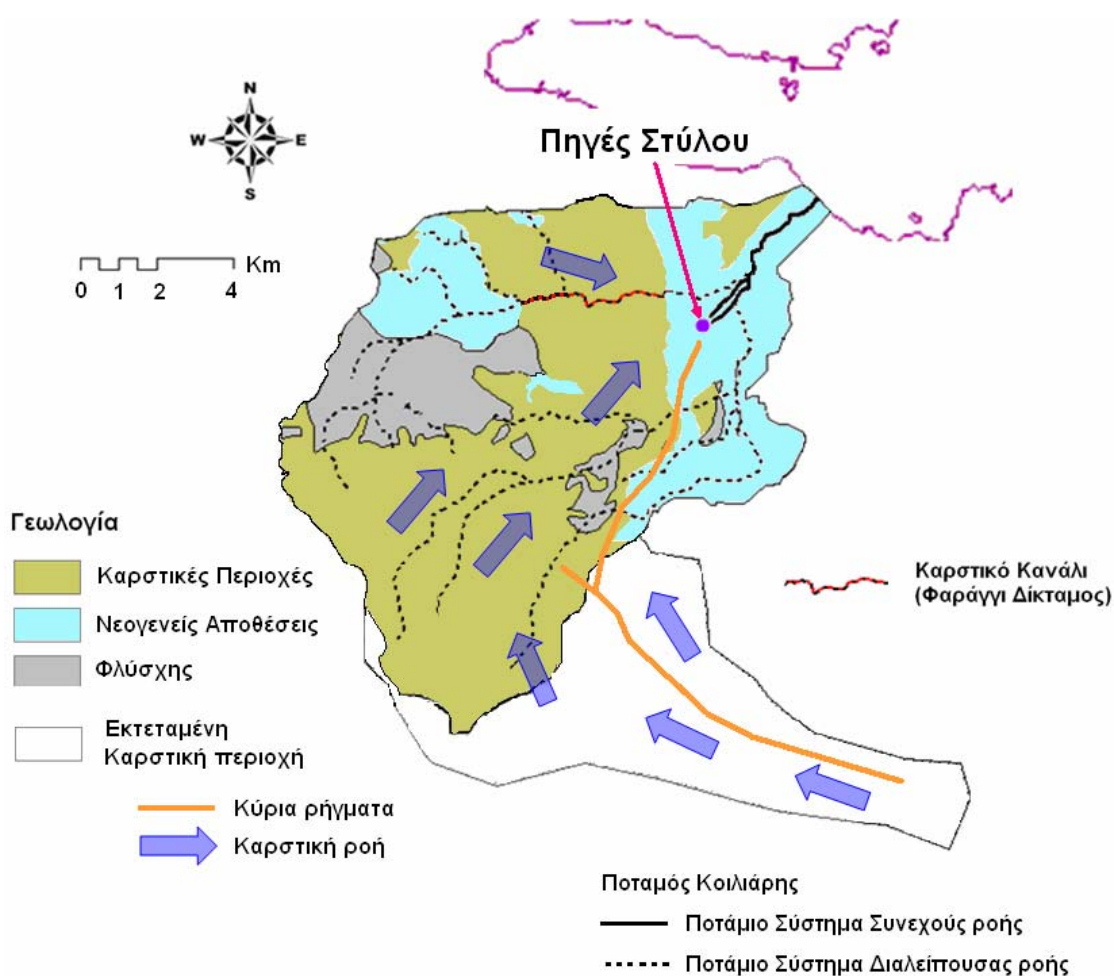 N
W
E
S
Πηγές Στύλου
Km
0 1 2 4
Γεωλογία
Καρστικές Περιοχές
Νεογενείς Αποθέσεις
Φλύσχης
Εκτεταμένη
Καρστική περιοχή
Καρστικό Κανάλι
(Φαράγγι Δίκταμος)
Κύρια ρήγματα
Καρστική ροή
Ποταμός Κοιλιάρης
Ποτάμιο Σύστημα Συνεχούς ροής
Ποτάμιο Σύστημα Διαλείπουσας ροής